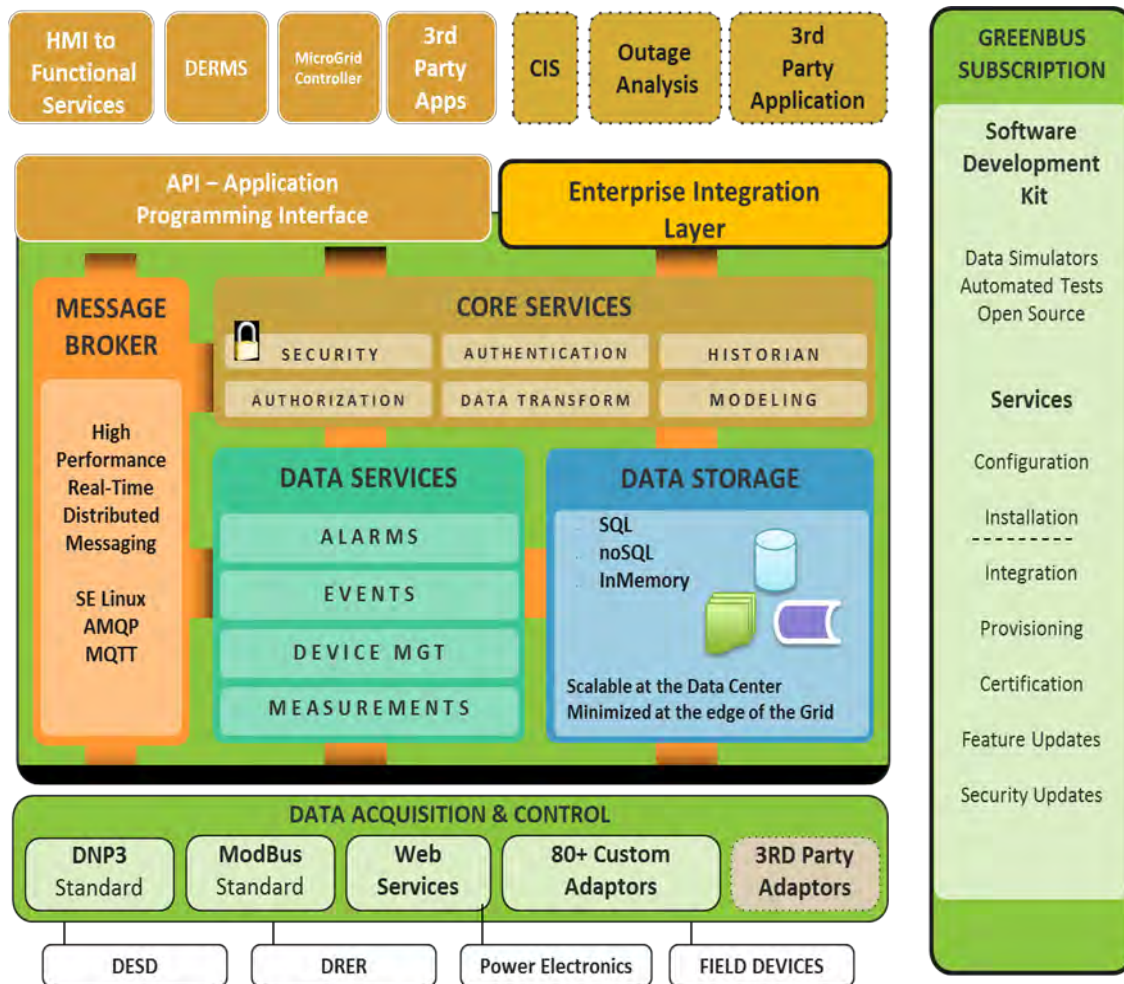 HMI to
Functional
Services
DERMS
MicroGrid
Controller
3rd
Party
Apps
CIS
Outage
Analysis
3rd
Party
Application
API – Application
Programming Interface
Enterprise Integration
Layer
MESSAGE
BROKER
High
Performance
Real-Time
Distributed
Messaging
SE Linux
AMQP
MQTT
CORE SERVICES
SECURITY
AUTHENTICATION
HISTORIAN
AUTHORIZATION
DATA TRANSFORM
MODELING
DATA SERVICES
ALARMS
EVENTS
DEVICE MGT
MEASUREMENTS
DATA STORAGE
SQL
noSQL
InMemory
Scalable at the Data Center
Minimized at the edge of the Grid
DATA ACQUISITION & CONTROL
DNP3
Standard
ModBus
Standard
Web
Services
80+ Custom
Adaptors
3RD Party
Adaptors
DESD
DRER
Power Electronics
FIELD DEVICES
GREENBUS
SUBSCRIPTION
Software
Development
Kit
Data Simulators
Automated Tests
Open Source
Services
Configuration
Installation
Integration
Provisioning
Certification
Feature Updates
Security Updates